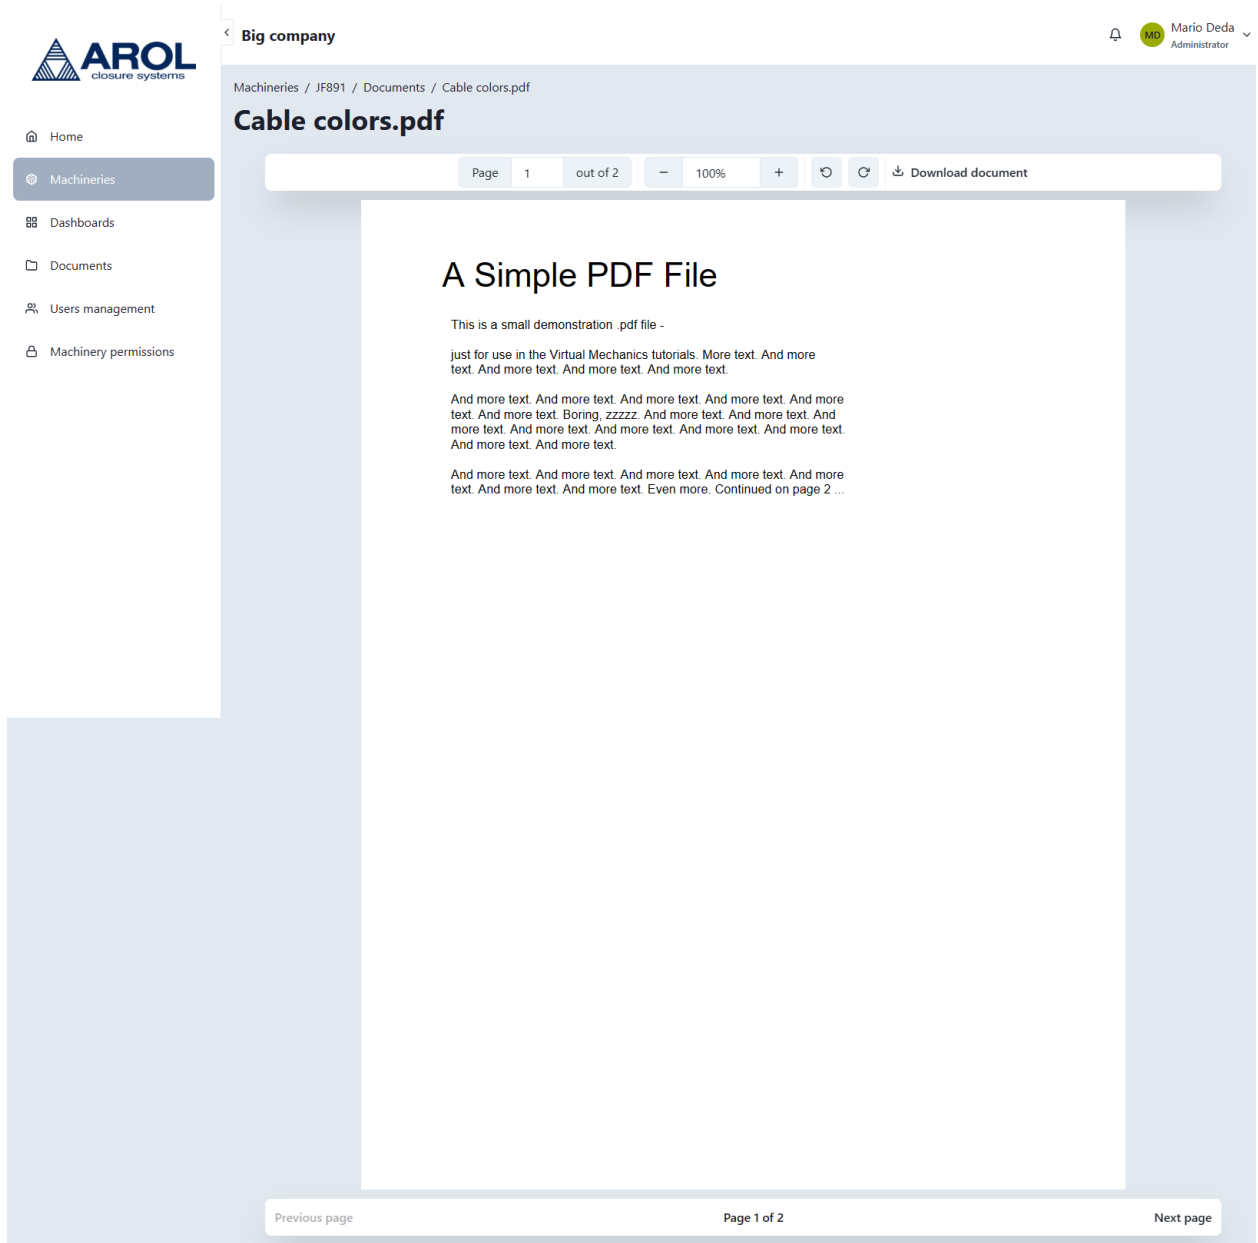 AROL
closure systems
Big company
MD
Mario Deda
Administrator
Home
Machineries
Dashboards
Documents
Users management
Machinery permissions
Machineries / JF891 / Documents / Cable colors.pdf
Cable colors.pdf
Page 1 out of 2 − 100% + Download document
A Simple PDF File
This is a small demonstration .pdf file -
just for use in the Virtual Mechanics tutorials. More text. And more
text. And more text. And more text. And more text.
And more text. And more text. And more text. And more text. And more
text. And more text. Boring, zzzzz. And more text. And more text. And
more text. And more text. And more text. And more text. And more text.
And more text. And more text.
And more text. And more text. And more text. And more text. And more
text. And more text. And more text. Even more. Continued on page 2 ...
Previous page Page 1 of 2 Next page